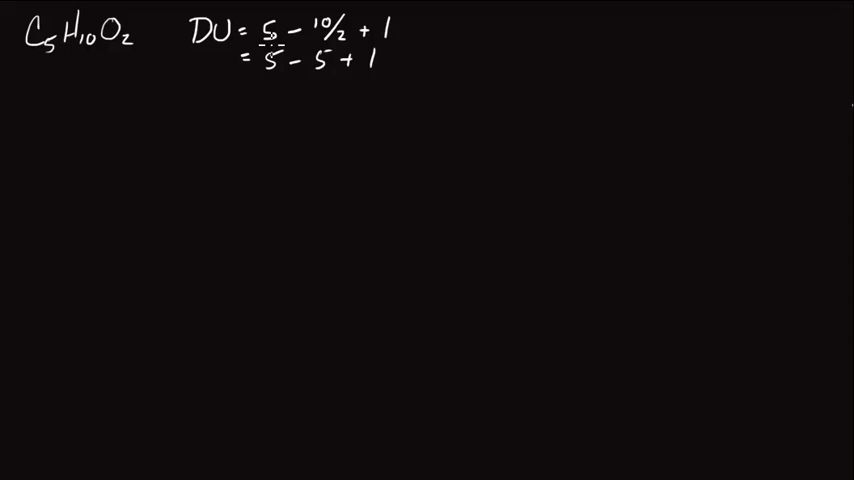 C₅H₁₀O₂ DU = 5 - 10/2 + 1
= 5 - 5 + 1